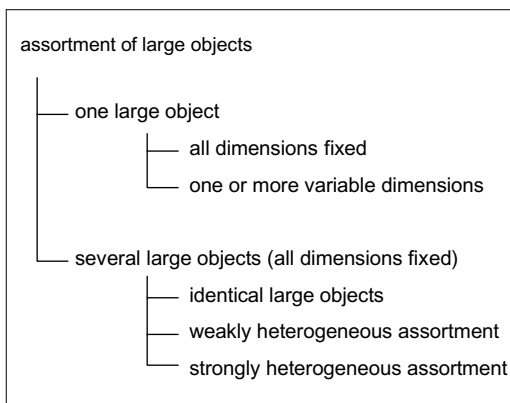 assortment of large objects
one large object
all dimensions fixed
one or more variable dimensions
several large objects (all dimensions fixed)
identical large objects
weakly heterogeneous assortment
strongly heterogeneous assortment